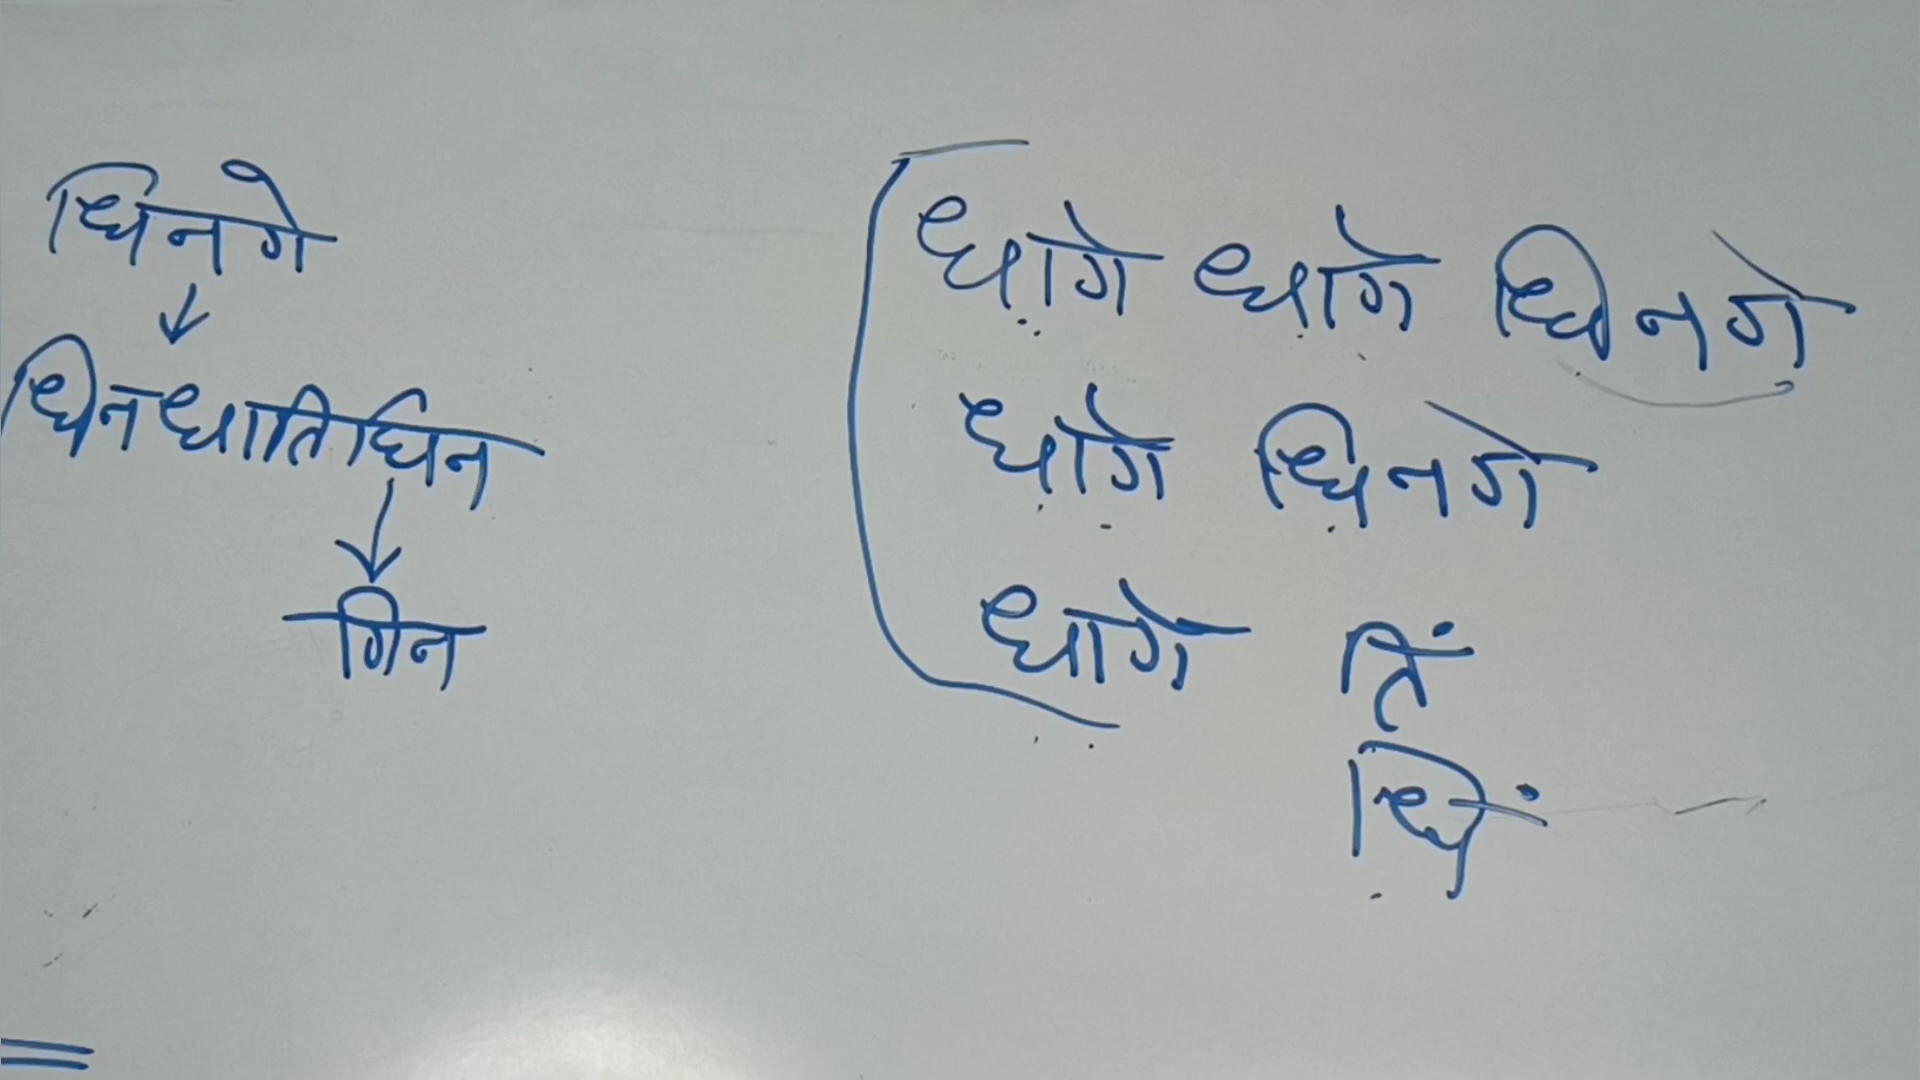 धिनगे
धिनधातिघिन
गिन
धागे धागे धिनगे
धागे धिनगे
धागे तिं
धिं